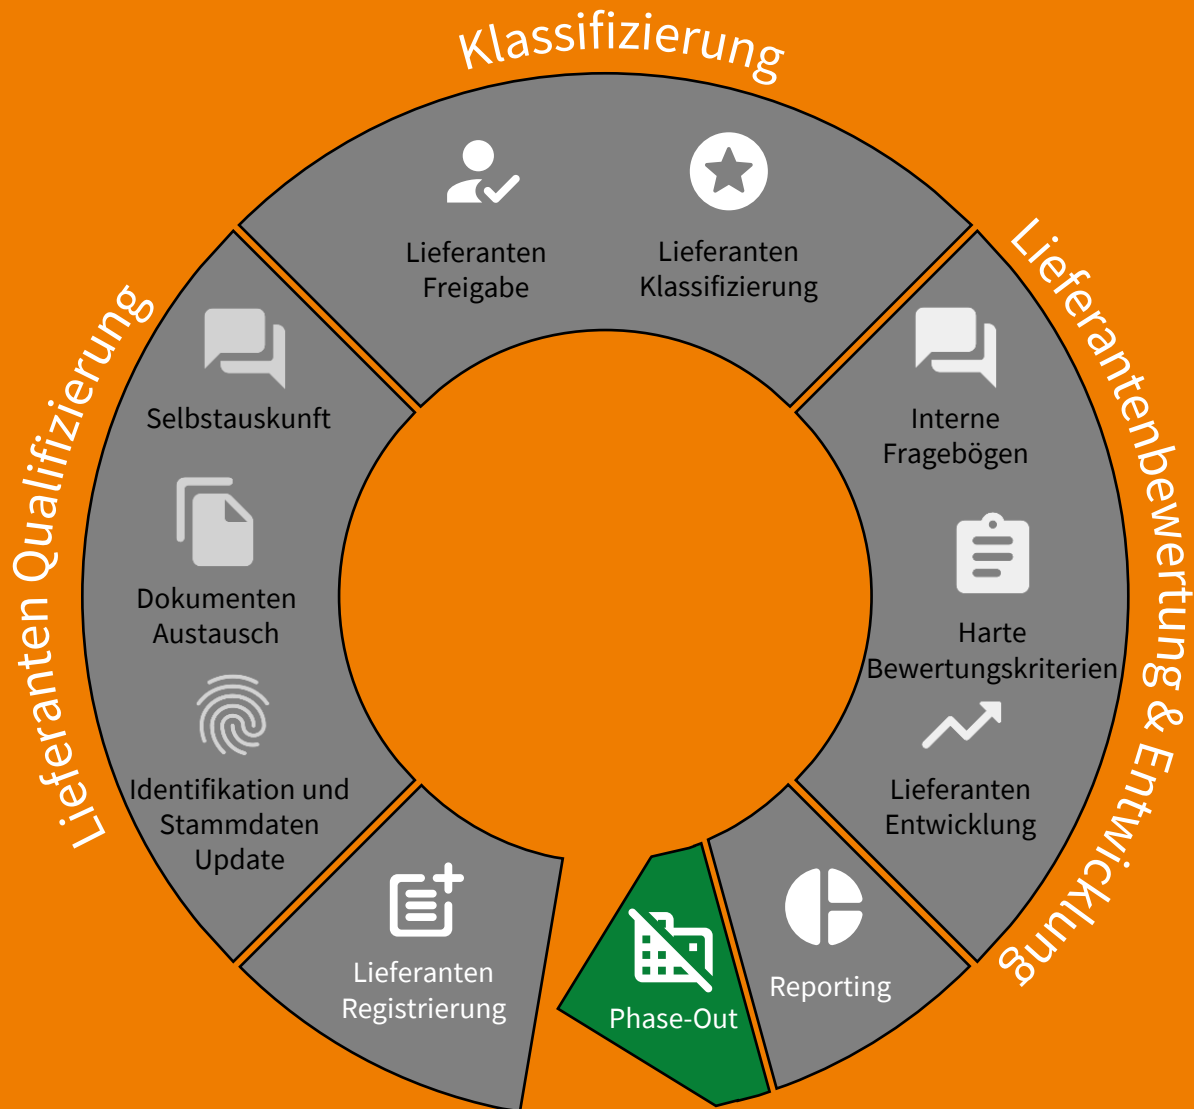 Klassifizierung
Lieferanten
Freigabe
Lieferanten
Klassifizierung
Lieferanten Qualifizierung
Selbstauskunft
Dokumenten
Austausch
Identifikation und
Stammdaten
Update
Lieferantenbewertung & Entwicklung
Interne
Fragebögen
Harte
Bewertungskriterien
Lieferanten
Entwicklung
Lieferanten
Registrierung
Phase-Out
Reporting